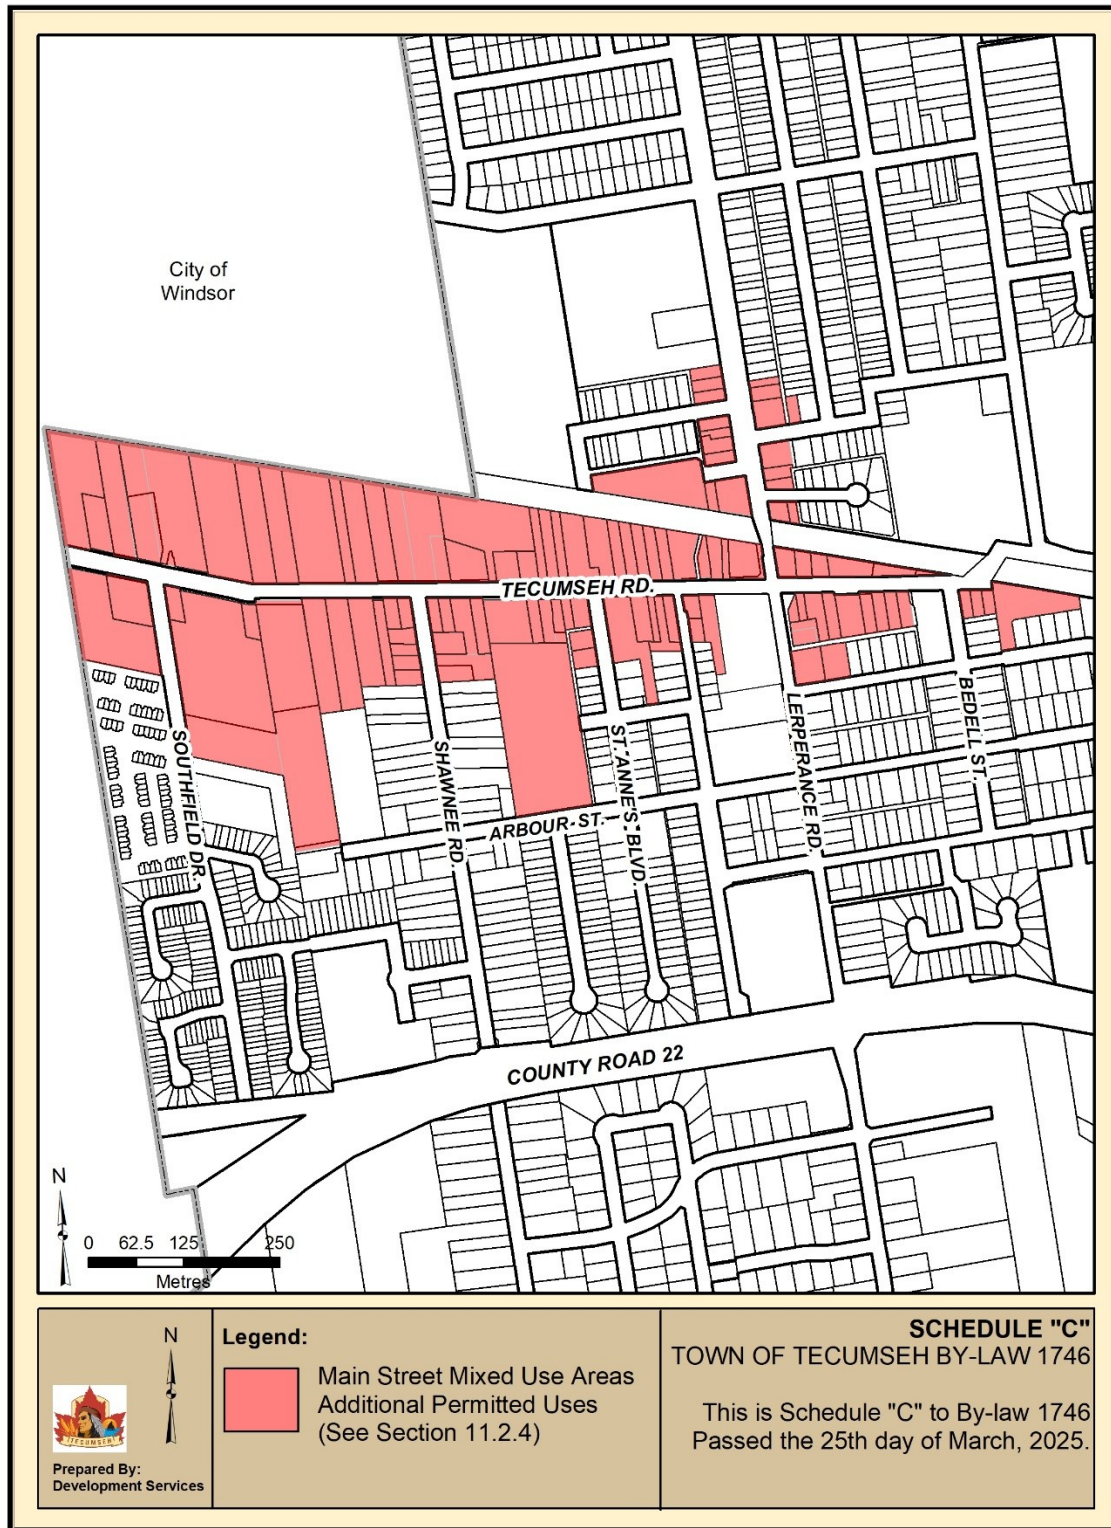 City of
Windsor
TECUMSEH RD.
SOUTHFIELD DR.
SHAWNEE RD.
ARBOUR ST.
ST. ANNES BLVD.
LERPERANCE RD.
BEDELL ST.
COUNTY ROAD 22
N
0 62.5 125 250
Metres
N
TECUMSEH
Prepared By:
Development Services
Legend:
Main Street Mixed Use Areas
Additional Permitted Uses
(See Section 11.2.4)
SCHEDULE "C"
TOWN OF TECUMSEH BY-LAW 1746
This is Schedule "C" to By-law 1746
Passed the 25th day of March, 2025.